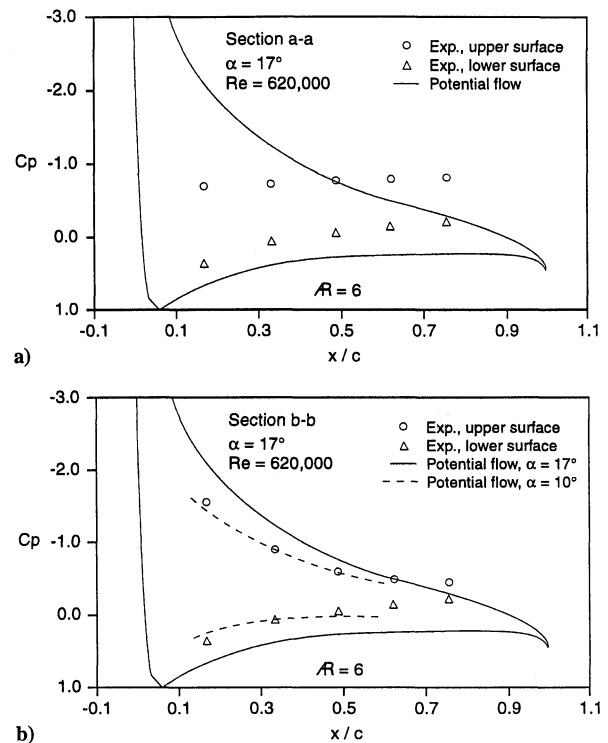 -3.0
Section a-a
α = 17°
Re = 620,000
Exp., upper surface
Exp., lower surface
Potential flow
-2.0
Cp
-1.0
0.0
1.0
Æ = 6
-0.1 0.1 0.3 0.5 0.7 0.9 1.1
x / c
a)
-3.0
Section b-b
α = 17°
Re = 620,000
Exp., upper surface
Exp., lower surface
Potential flow, α = 17°
Potential flow, α = 10°
-2.0
Cp
-1.0
0.0
1.0
ÆR = 6
-0.1 0.1 0.3 0.5 0.7 0.9 1.1
x / c
b)